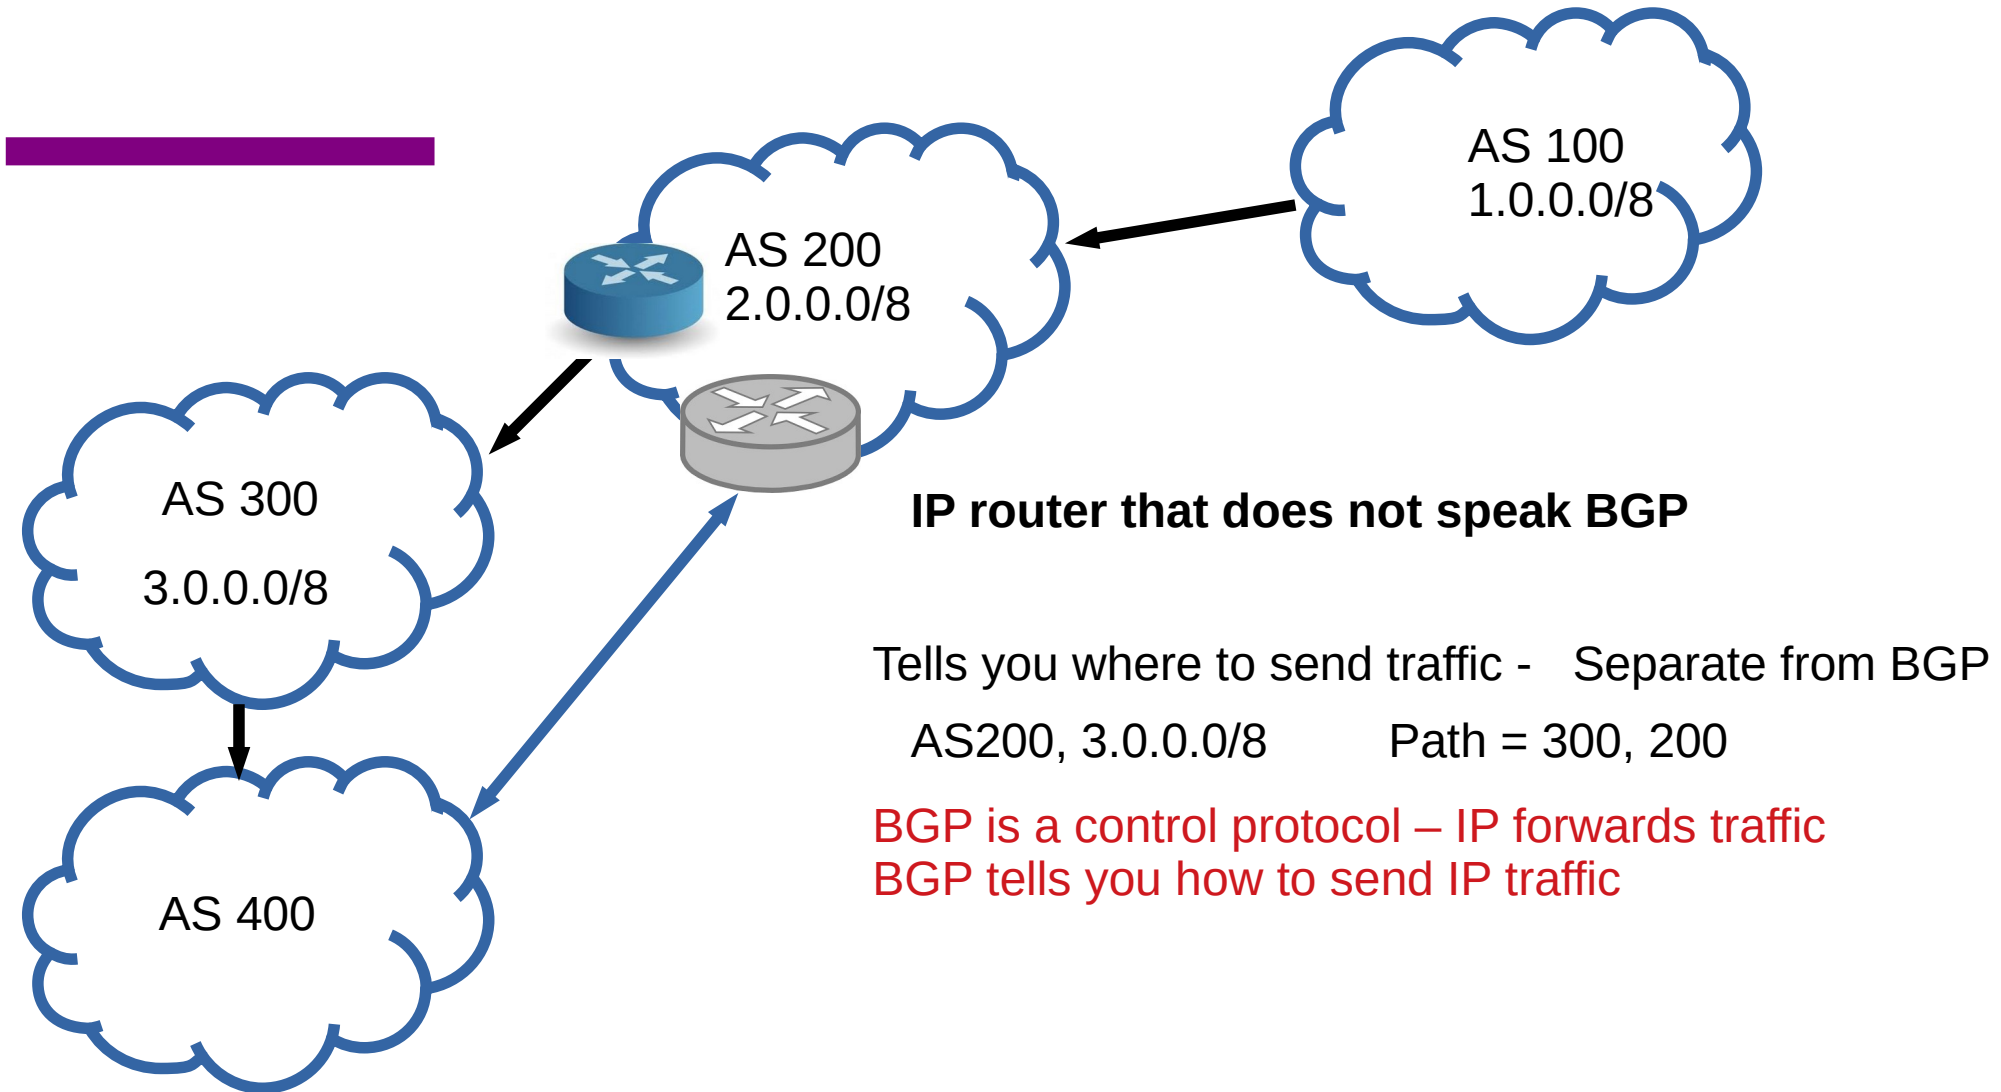 AS 100
1.0.0.0/8
AS 200
2.0.0.0/8
AS 300
3.0.0.0/8
IP router that does not speak BGP
Tells you where to send traffic - Separate from BGP
AS200, 3.0.0.0/8 Path = 300, 200
BGP is a control protocol – IP forwards traffic
BGP tells you how to send IP traffic
AS 400